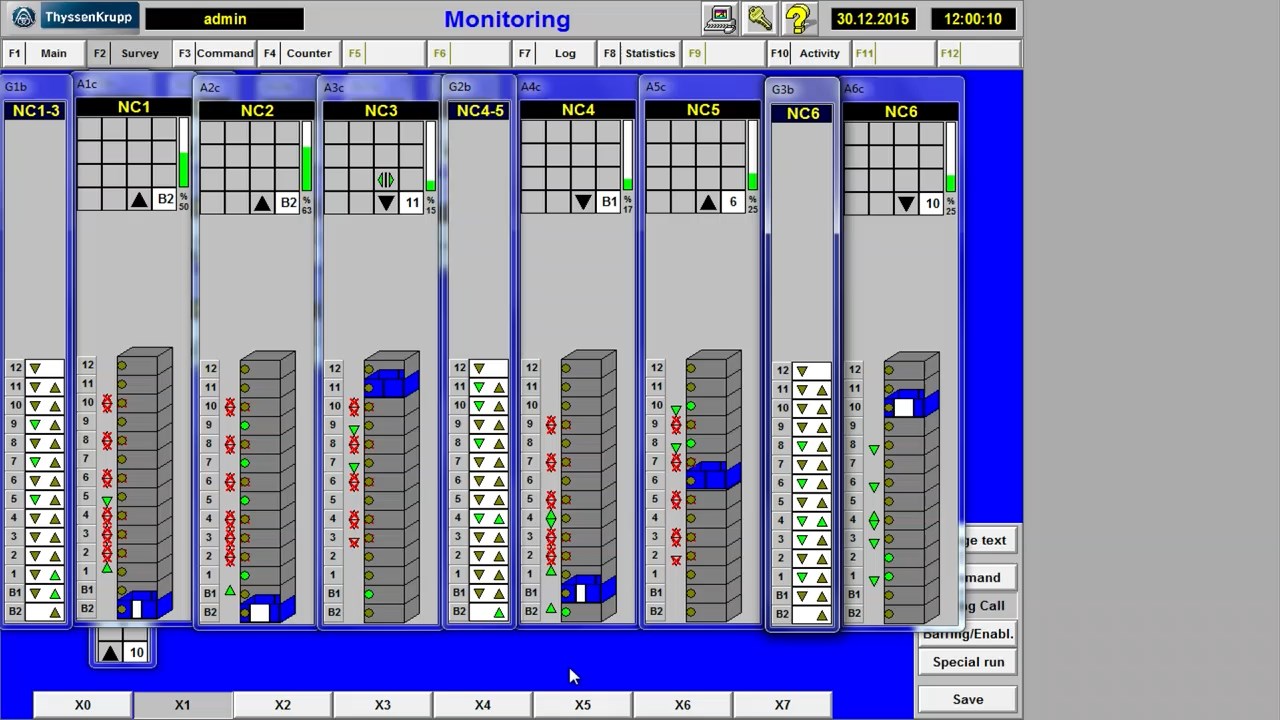 ThyssenKrupp admin Monitoring 30.12.2015 12:00:10
F1 Main F2 Survey F3 Command F4 Counter F5 F6 F7 Log F8 Statistics F9 F10 Activity F11 F12
G1b A1c A2c A3c G2b A4c A5c G3b A6c
NC1-3 NC1 NC2 NC3 NC4-5 NC4 NC5 NC6 NC6
B2 % 50 B2 % 63 11 % 15 B1 % 17 6 % 25 10 % 25
12 12 12 12 12 12 12 12 12
11 11 11 11 11 11 11 11 11
10 10 10 10 10 10 10 10 10
9 9 9 9 9 9 9 9 9
8 8 8 8 8 8 8 8 8
7 7 7 7 7 7 7 7 7
6 6 6 6 6 6 6 6 6
5 5 5 5 5 5 5 5 5
4 4 4 4 4 4 4 4 4
3 3 3 3 3 3 3 3 3 ge text
2 2 2 2 2 2 2 2 2
1 1 1 1 1 1 1 1 1 mand
B1 B1 B1 B1 B1 B1 B1 B1 B1
B2 B2 B2 B2 B2 B2 B2 B2 B2 g Call
Barring/Enabl.
10 Special run
X0 X1 X2 X3 X4 X5 X6 X7 Save